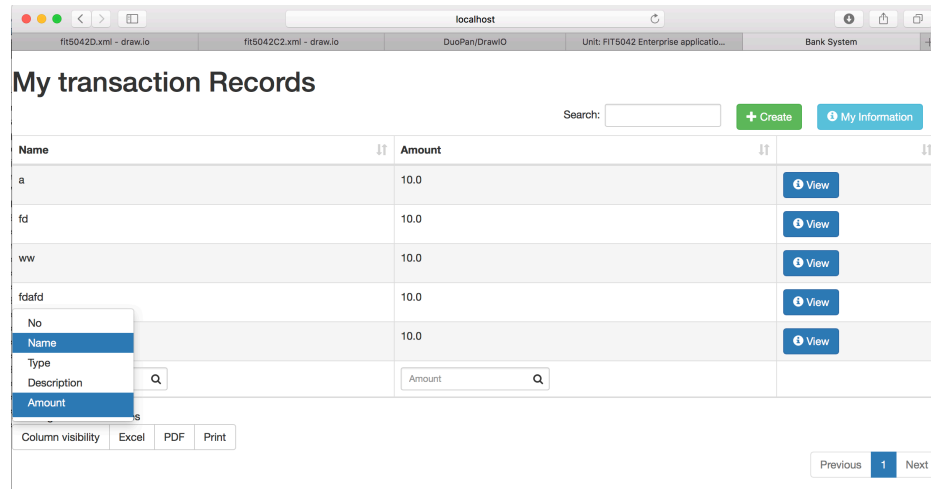 localhost
fit5042D.xml - draw.io
fit5042C2.xml - draw.io
DuoPan/DrawIO
Unit: FIT5042 Enterprise applicatio...
Bank System
My transaction Records
Search:
Create
My Information
Name
Amount
a
10.0
View
fd
10.0
View
ww
10.0
View
fdafd
10.0
View
10.0
View
No
Name
Type
Description
Amount
Amount
Column visibility
Excel
PDF
Print
Previous
1
Next